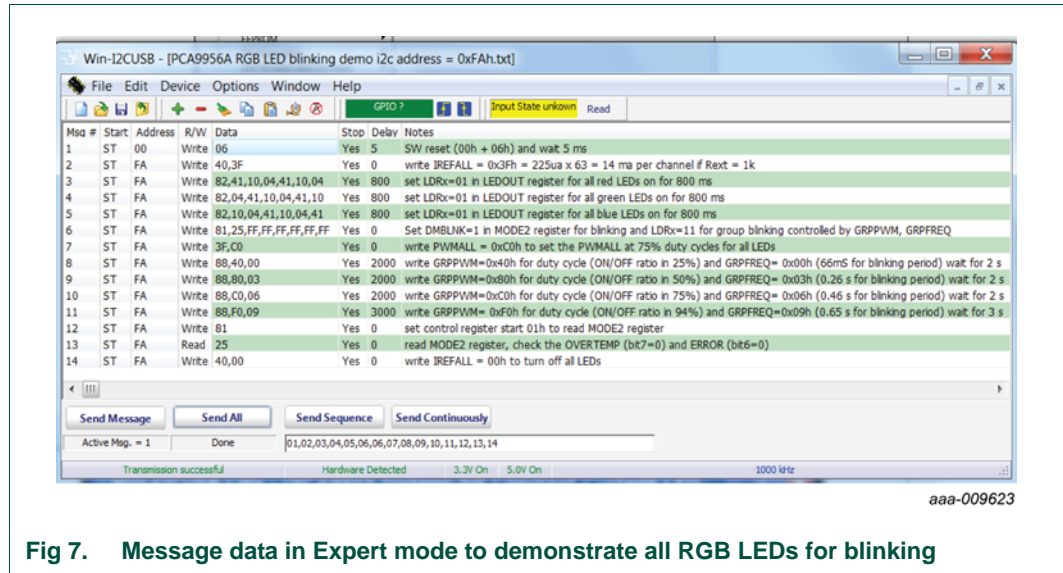 EEPROM
Win-I2CUSB - [PCA9956A RGB LED blinking demo i2c address = 0xFAh.txt]
File Edit Device Options Window Help
GPIO ? Input State unkown Read
Msg # Start Address R/W Data Stop Delay Notes
1 ST 00 Write 06 Yes 5 SW reset (00h + 06h) and wait 5 ms
2 ST FA Write 40,3F Yes 0 write IREFALL = 0x3Fh = 225ua x 63 = 14 ma per channel if Rext = 1k
3 ST FA Write 82,41,10,04,41,10,04 Yes 800 set LDRx=01 in LEDOUT register for all red LEDs on for 800 ms
4 ST FA Write 82,04,41,10,04,41,10 Yes 800 set LDRx=01 in LEDOUT register for all green LEDs on for 800 ms
5 ST FA Write 82,10,04,41,10,04,41 Yes 800 set LDRx=01 in LEDOUT register for all blue LEDs on for 800 ms
6 ST FA Write 81,25,FF,FF,FF,FF,FF,FF Yes 0 Set DMBLNK=1 in MODE2 register for blinking and LDRx=11 for group blinking controlled by GRPPWM, GRPFREQ
7 ST FA Write 3F,C0 Yes 0 write PWMALL = 0xC0h to set the PWMALL at 75% duty cycles for all LEDs
8 ST FA Write 88,40,00 Yes 2000 write GRPPWM=0x40h for duty cycle (ON/OFF ratio in 25%) and GRPFREQ= 0x00h (66mS for blinking period) wait for 2 s
9 ST FA Write 88,80,03 Yes 2000 write GRPPWM=0x80h for duty cycle (ON/OFF ratio in 50%) and GRPFREQ= 0x03h (0.26 s for blinking period) wait for 2 s
10 ST FA Write 88,C0,06 Yes 2000 write GRPPWM=0xC0h for duty cycle (ON/OFF ratio in 75%) and GRPFREQ= 0x06h (0.46 s for blinking period) wait for 2 s
11 ST FA Write 88,F0,09 Yes 3000 write GRPPWM= 0xF0h for duty cycle (ON/OFF ratio in 94%) and GRPFREQ=0x09h (0.65 s for blinking period) wait for 3 s
12 ST FA Write 81 Yes 0 set control register start 01h to read MODE2 register
13 ST FA Read 25 Yes 0 read MODE2 register, check the OVERTEMP (bit7=0) and ERROR (bit6=0)
14 ST FA Write 40,00 Yes 0 write IREFALL = 00h to turn off all LEDs
Send Message Send All Send Sequence Send Continuously
Active Msg. = 1 Done 01,02,03,04,05,06,06,07,08,09,10,11,12,13,14
Transmission successful Hardware Detected 3.3V On 5.0V On 1000 kHz
aaa-009623
Fig 7. Message data in Expert mode to demonstrate all RGB LEDs for blinking